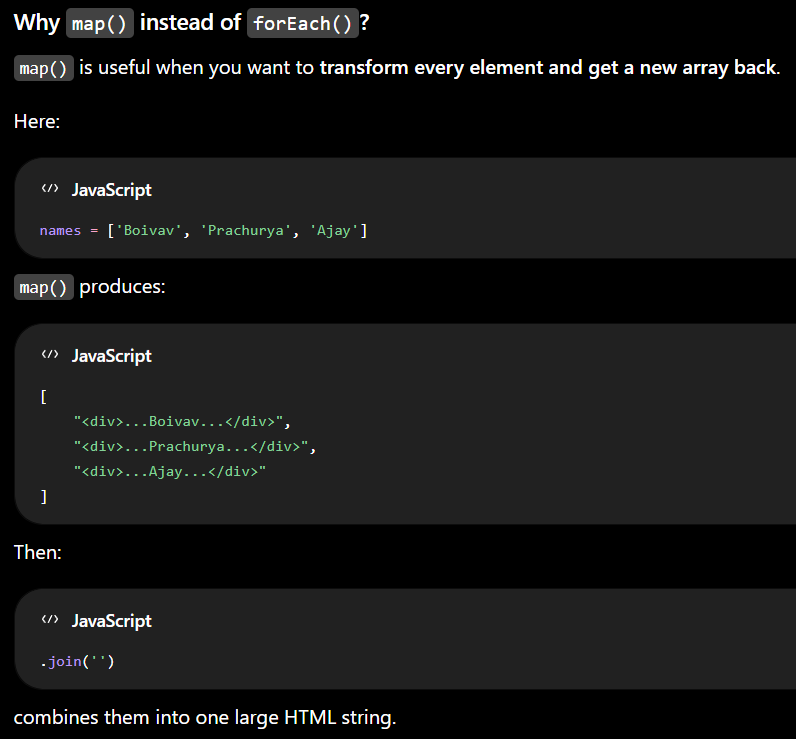 Why map() instead of forEach()?
map() is useful when you want to transform every element and get a new array back.
Here:
</> JavaScript
names = ['Boivav', 'Prachurya', 'Ajay']
map() produces:
</> JavaScript
[
"<div>...Boivav...</div>",
"<div>...Prachurya...</div>",
"<div>...Ajay...</div>"
]
Then:
</> JavaScript
.join('')
combines them into one large HTML string.